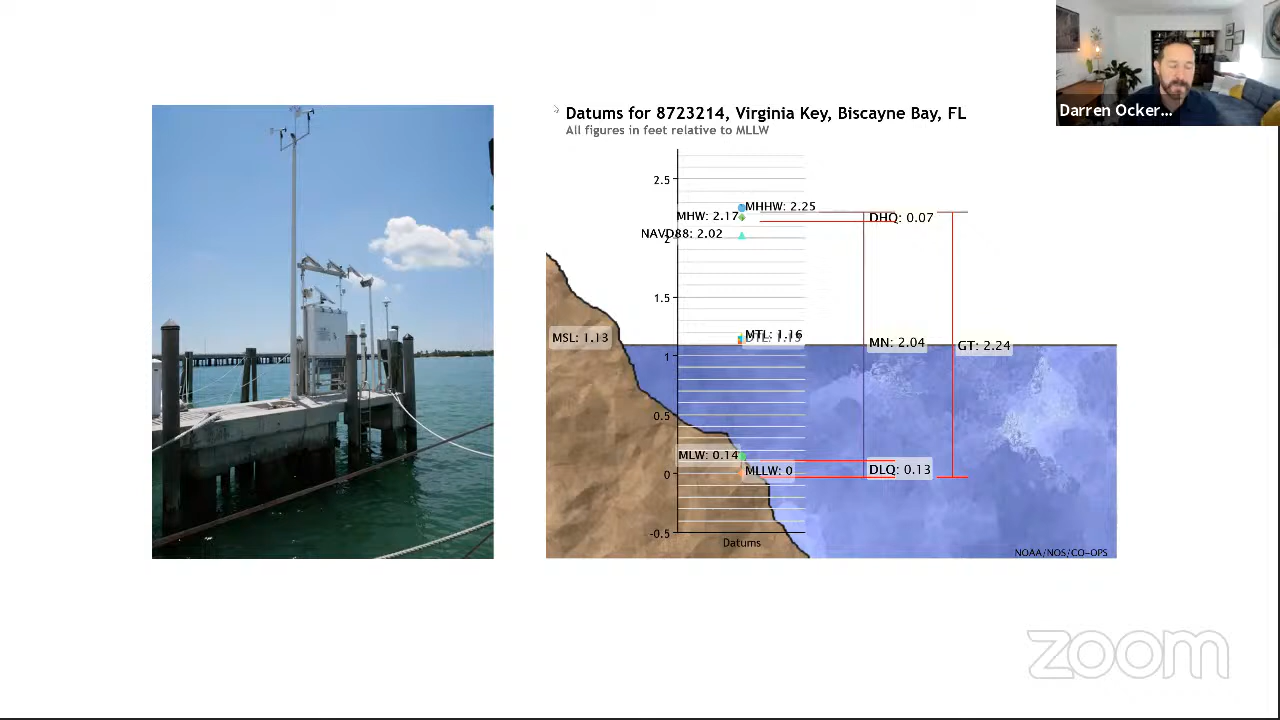 Darren Ocker...
Datums for 8723214, Virginia Key, Biscayne Bay, FL
All figures in feet relative to MLLW
2.5
MHHW: 2.25
MHW: 2.17
DHQ: 0.07
NAVD88: 2.02
2
1.5
MTL: 1.16
MSL: 1.13
MN: 2.04
GT: 2.24
1
0.5
MLW: 0.14
MLLW: 0
DLQ: 0.13
0
-0.5
Datums
NOAA/NOS/CO-OPS
zoom